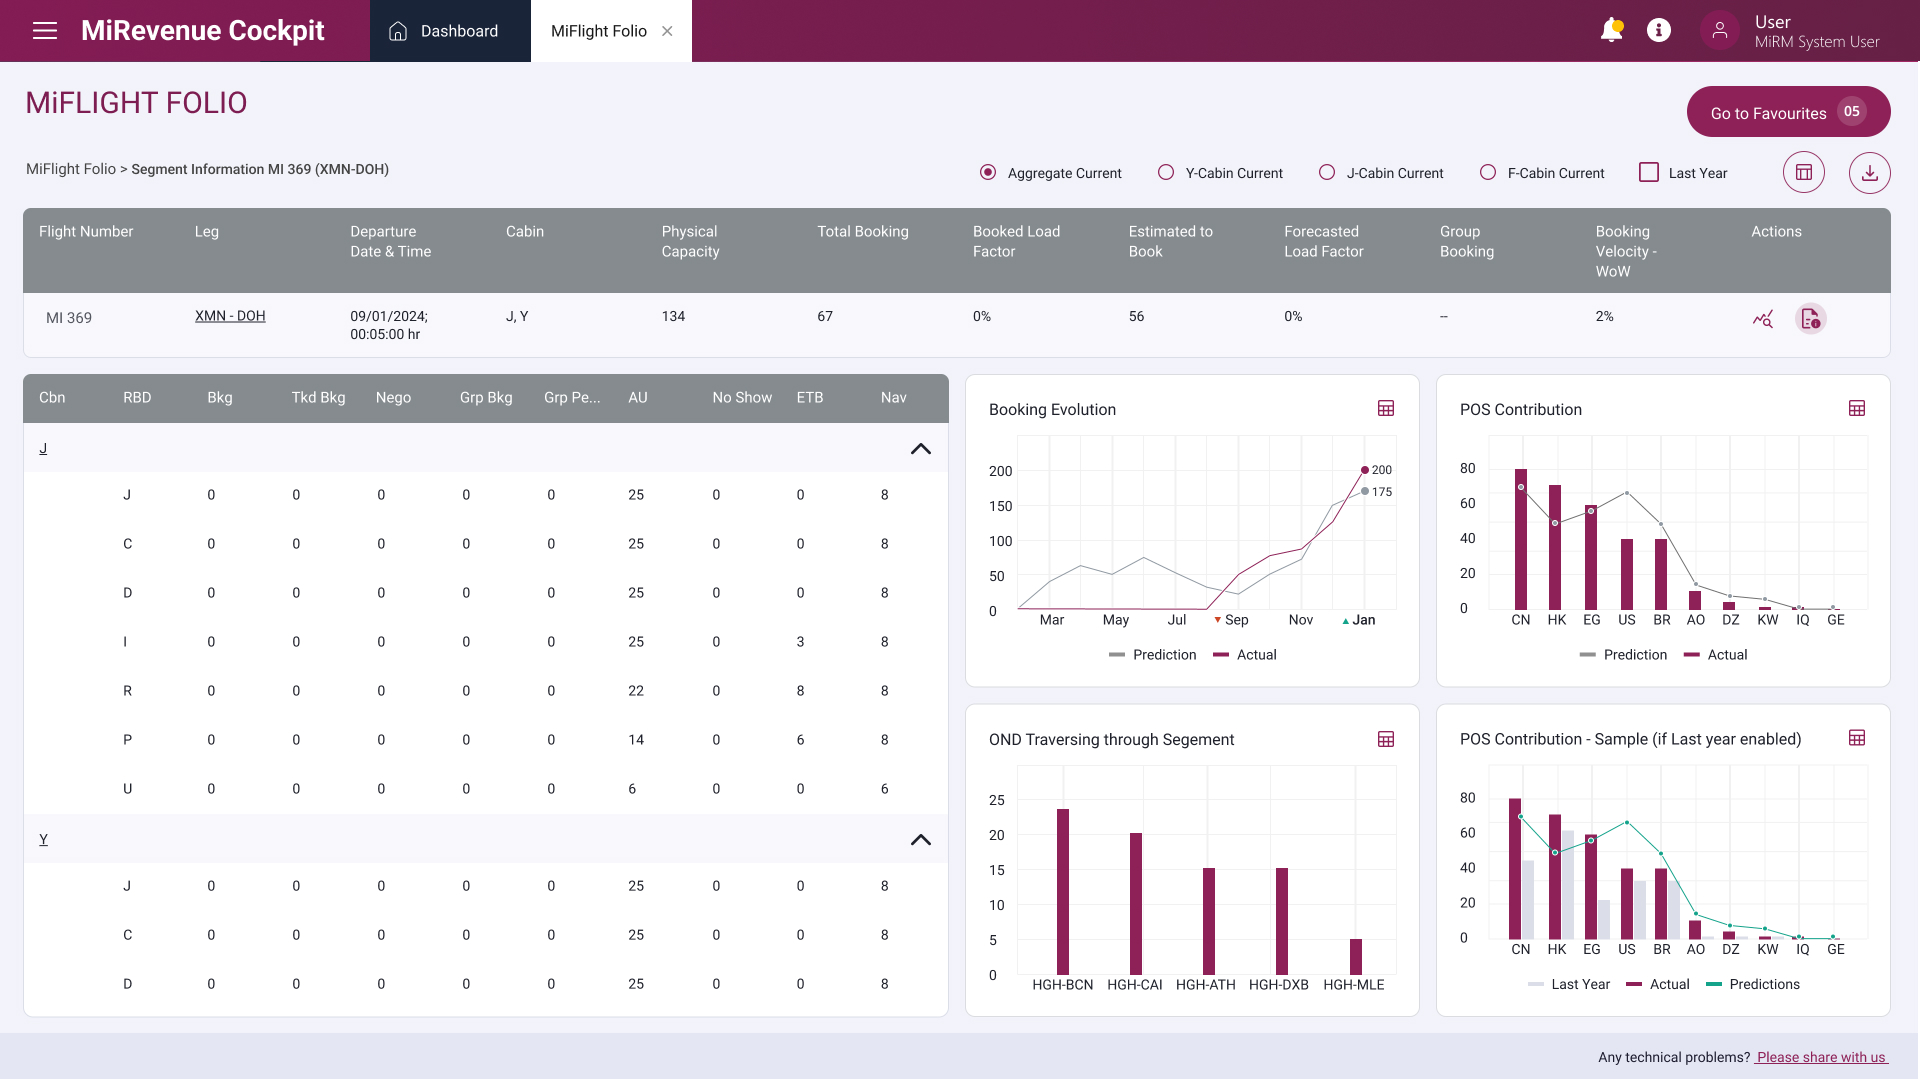 MiRevenue Cockpit
Dashboard
MiFlight Folio
User
MiRM System User
MiFLIGHT FOLIO
Go to Favourites 05
MiFlight Folio > Segment Information MI 369 (XMN-DOH)
Aggregate Current Y-Cabin Current J-Cabin Current F-Cabin Current Last Year
Flight Number Leg Departure Date & Time Cabin Physical Capacity Total Booking Booked Load Factor Estimated to Book Forecasted Load Factor Group Booking Booking Velocity - WoW Actions
MI 369 XMN - DOH 09/01/2024; 00:05:00 hr J, Y 134 67 0% 56 0% -- 2%
Cbn RBD Bkg Tkd Bkg Nego Grp Bkg Grp Pe... AU No Show ETB Nav
J
J 0 0 0 0 0 25 0 0 8
C 0 0 0 0 0 25 0 0 8
D 0 0 0 0 0 25 0 0 8
I 0 0 0 0 0 25 0 3 8
R 0 0 0 0 0 22 0 8 8
P 0 0 0 0 0 14 0 6 8
U 0 0 0 0 0 6 0 0 6
Y
J 0 0 0 0 0 25 0 0 8
C 0 0 0 0 0 25 0 0 8
D 0 0 0 0 0 25 0 0 8
Booking Evolution
200
150
100
50
0
200
175
Mar May Jul Sep Nov Jan
Prediction Actual
POS Contribution
80
60
40
20
0
CN HK EG US BR AO DZ KW IQ GE
Prediction Actual
OND Traversing through Segement
25
20
15
10
5
0
HGH-BCN HGH-CAI HGH-ATH HGH-DXB HGH-MLE
POS Contribution - Sample (if Last year enabled)
80
60
40
20
0
CN HK EG US BR AO DZ KW IQ GE
Last Year Actual Predictions
Any technical problems? Please share with us